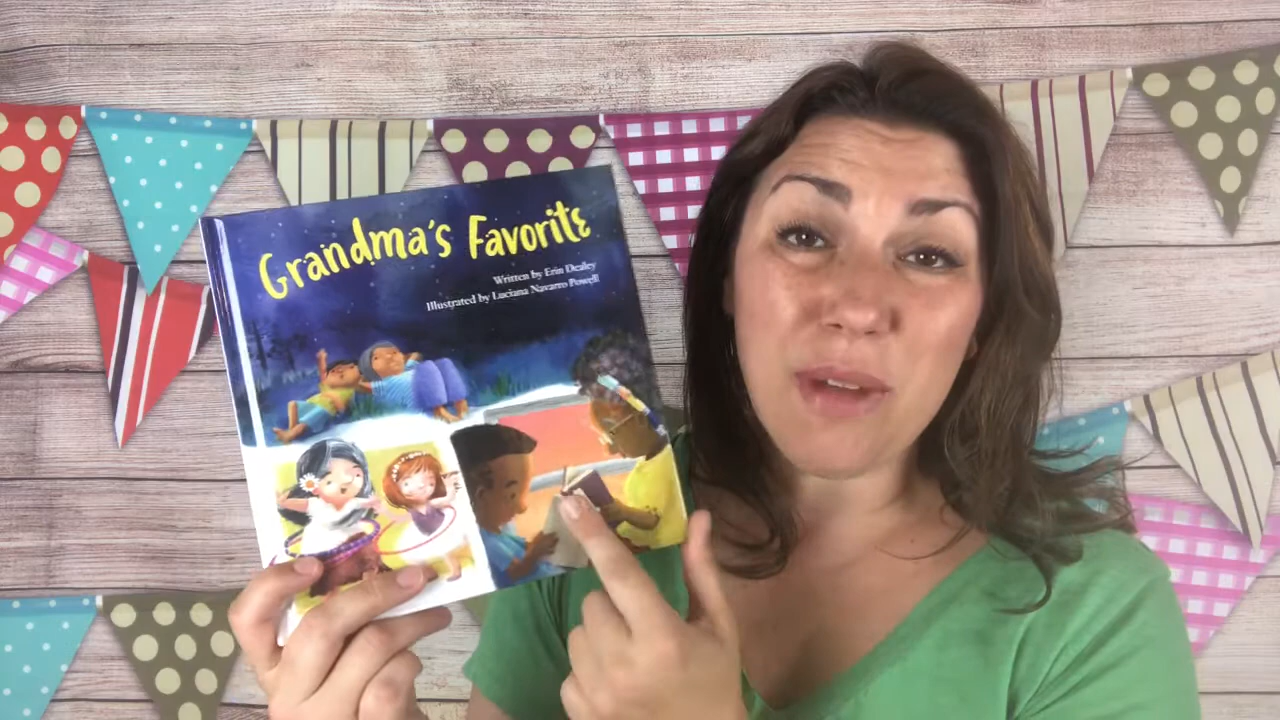 Grandma's Favorite
Written by Erin Dealey
Illustrated by Luciana Navarro Powell